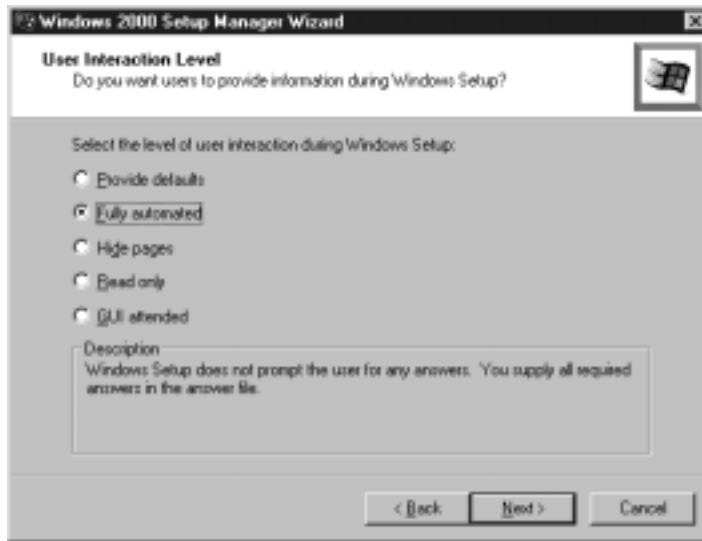 Windows 2000 Setup Manager Wizard
User Interaction Level
Do you want users to provide information during Windows Setup?
Select the level of user interaction during Windows Setup:
Provide defaults
Fully automated
Hide pages
Read only
GUI attended
Description
Windows Setup does not prompt the user for any answers. You supply all required
answers in the answer file.
< Back
Next >
Cancel